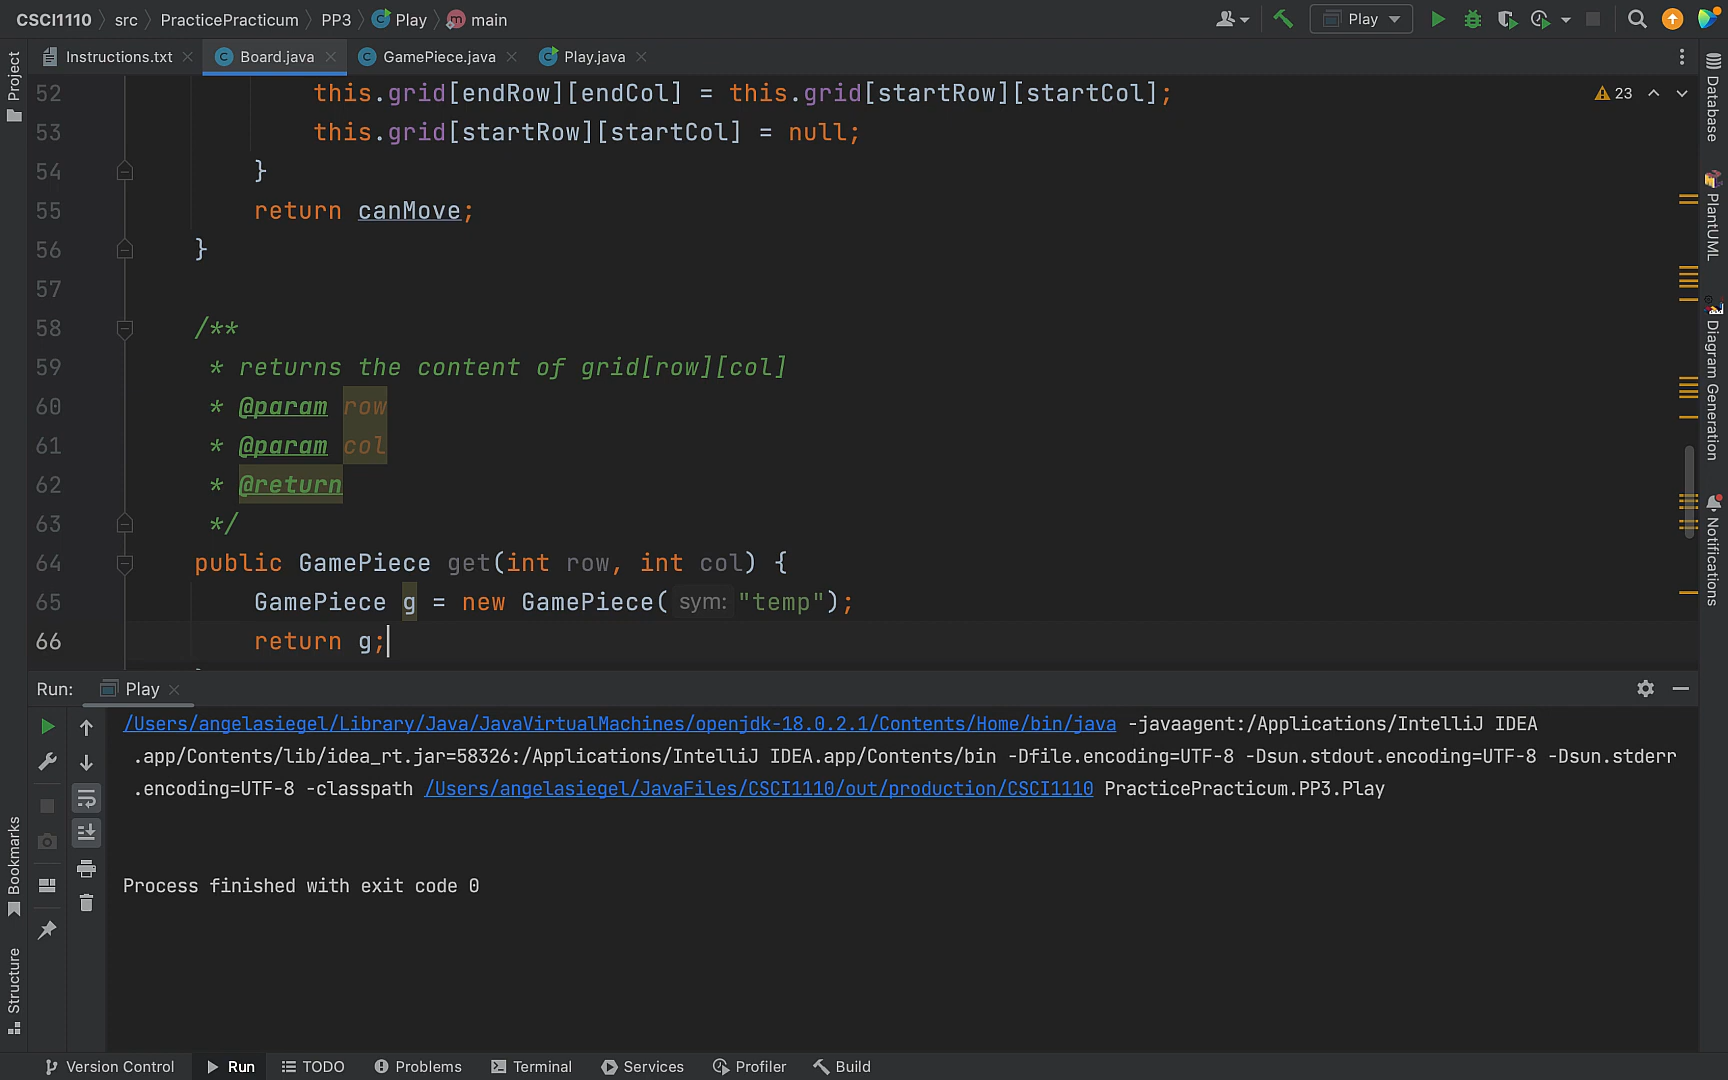 CSCI1110 src PracticePracticum PP3 Play main
Play
Instructions.txt Board.java GamePiece.java Play.java
Project
23
52 this.grid[endRow][endCol] = this.grid[startRow][startCol];
53 this.grid[startRow][startCol] = null;
54 }
55 return canMove;
56 }
57
58 /**
59 * returns the content of grid[row][col]
60 * @param row
61 * @param col
62 * @return
63 */
64 public GamePiece get(int row, int col) {
65 GamePiece g = new GamePiece( sym: "temp");
66 return g;
Database
PlantUML
Diagram Generation
Notifications
Run: Play
/Users/angelasiegel/Library/Java/JavaVirtualMachines/openjdk-18.0.2.1/Contents/Home/bin/java -javaagent:/Applications/IntelliJ IDEA
.app/Contents/lib/idea_rt.jar=58326:/Applications/IntelliJ IDEA.app/Contents/bin -Dfile.encoding=UTF-8 -Dsun.stdout.encoding=UTF-8 -Dsun.stderr
.encoding=UTF-8 -classpath /Users/angelasiegel/JavaFiles/CSCI1110/out/production/CSCI1110 PracticePracticum.PP3.Play
Process finished with exit code 0
Bookmarks
Structure
Version Control Run TODO Problems Terminal Services Profiler Build